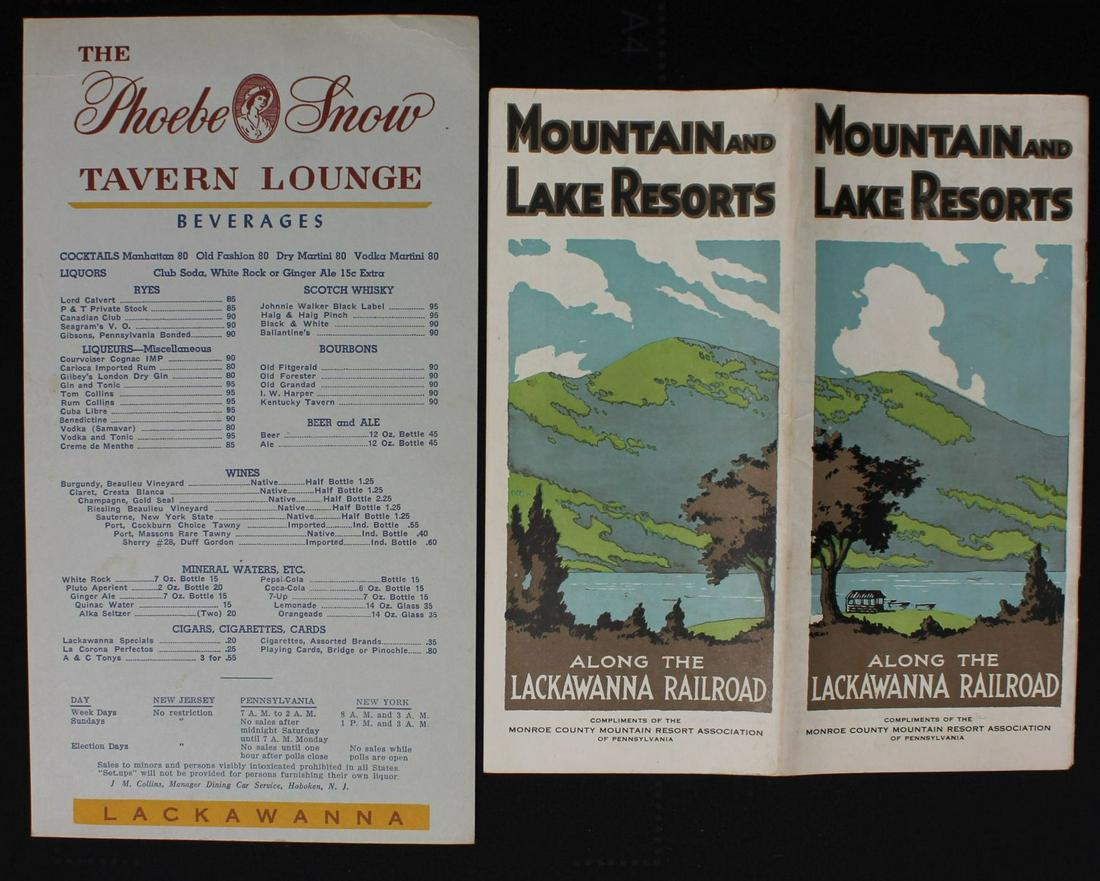 THE
Phoebe Snow
TAVERN LOUNGE
BEVERAGES
COCKTAILS Manhattan 80 Old Fashion 80 Dry Martini 80 Vodka Martini 80
LIQUORS Club Soda, White Rock or Ginger Ale 15c Extra
RYES
Lord Calvert 85
P & T Private Stock 85
Canadian Club 90
Seagram's V. O. 90
Gibsons, Pennsylvania Bonded 90
SCOTCH WHISKY
Johnnie Walker Black Label 95
Haig & Haig Pinch 95
Black & White 90
Ballantine's 90
LIQUEURS—Miscellaneous
Courvoiser Cognac IMP 90
Carioca Imported Rum 80
Gilbey's London Dry Gin 80
Gin and Tonic 95
Tom Collins 95
Rum Collins 95
Cuba Libre 95
Benedictine 90
Vodka (Samavar) 80
Vodka and Tonic 95
Creme de Menthe 85
BOURBONS
Old Fitgerald 90
Old Forester 90
Old Grandad 90
I. W. Harper 90
Kentucky Tavern 90
BEER and ALE
Beer 12 Oz. Bottle 45
Ale 12 Oz. Bottle 45
WINES
Burgundy, Beaulieu Vineyard Native Half Bottle 1.25
Claret, Cresta Blanca Native Half Bottle 1.25
Champagne, Gold Seal Native Half Bottle 2.25
Riesling Beaulieu Vineyard Native Half Bottle 1.25
Sauterne, New York State Native Half Bottle 1.25
Port, Cockburn Choice Tawny Imported Ind. Bottle .55
Port, Massons Rare Tawny Native Ind. Bottle .40
Sherry #28, Duff Gordon Imported Ind. Bottle .60
MINERAL WATERS, ETC.
White Rock 7 Oz. Bottle 15
Pluto Aperient 2 Oz. Bottle 20
Ginger Ale 7 Oz. Bottle 15
Quinac Water 15
Alka Seltzer (Two) 20
Pepsi-Cola Bottle 15
Coca-Cola 6 Oz. Bottle 15
7-Up 7 Oz. Bottle 15
Lemonade 14 Oz. Glass 35
Orangeade 14 Oz. Glass 35
CIGARS, CIGARETTES, CARDS
Lackawanna Specials .20
La Corona Perfectos .25
A & C Tonys 3 for .55
Cigarettes, Assorted Brands .35
Playing Cards, Bridge or Pinochle .80
DAY NEW JERSEY PENNSYLVANIA NEW YORK
Week Days No restriction 7 A. M. to 2 A. M. 8 A. M. and 3 A. M.
Sundays " No sales after 1 P. M. and 3 A. M.
midnight Saturday
until 7 A. M. Monday
Election Days " No sales until one No sales while
hour after polls close polls are open
Sales to minors and persons visibly intoxicated prohibited in all States.
"Set-ups" will not be provided for persons furnishing their own liquor.
J M. Collins, Manager Dining Car Service, Hoboken, N. J.
LACKAWANNA
MOUNTAIN AND
LAKE RESORTS
ALONG THE
LACKAWANNA RAILROAD
COMPLIMENTS OF THE
MONROE COUNTY MOUNTAIN RESORT ASSOCIATION
OF PENNSYLVANIA
MOUNTAIN AND
LAKE RESORTS
ALONG THE
LACKAWANNA RAILROAD
COMPLIMENTS OF THE
MONROE COUNTY MOUNTAIN RESORT ASSOCIATION
OF PENNSYLVANIA
A4